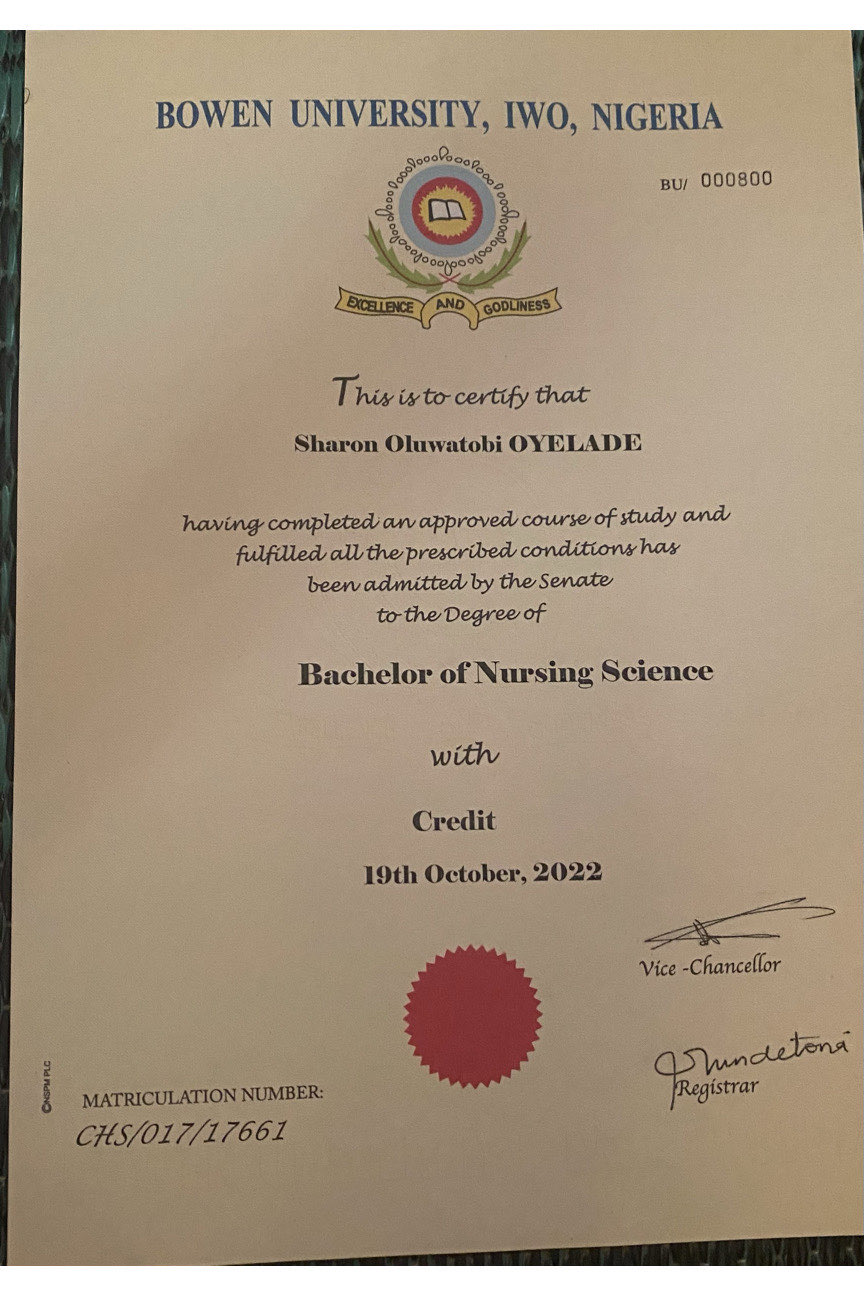 BOWEN UNIVERSITY, IWO, NIGERIA
BU/ 000800
EXCELLENCE AND GODLINESS
This is to certify that
Sharon Oluwatobi OYELADE
having completed an approved course of study and
fulfilled all the prescribed conditions has
been admitted by the Senate
to the Degree of
Bachelor of Nursing Science
with
Credit
19th October, 2022
Vice -Chancellor
Registrar
©NSPM PLC
MATRICULATION NUMBER:
CHS/017/17661